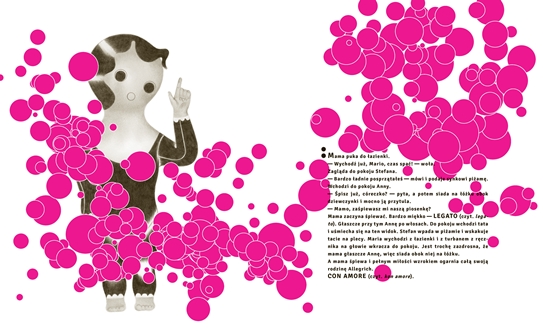 Mama puka do łazienki.
— Wychodź już, Mario, czas spać! — woła.
Zagląda do pokoju Stefana.
— Bardzo ładnie posprzątałeś — mówi i podaje synkowi piżamę.
Wchodzi do pokoju Anny.
— Śpisz już, córeczko? — pyta, a potem siada na łóżku obok
dziewczynki i mocno ją przytula.
— Mamo, zaśpiewasz mi naszą piosenkę?
Mama zaczyna śpiewać. Bardzo miękko — LEGATO (czyt. lega-
to). Głaszcze przy tym Annę po włosach. Do pokoju wchodzi tata
i uśmiecha się na ten widok. Stefan wpada w piżamie i wskakuje
tacie na plecy. Maria wychodzi z łazienki i z turbanem z ręcz-
nika na głowie wkracza do pokoju. Jest trochę zazdrosna, że
mama głaszcze Annę, więc siada obok niej na łóżku.
A mama śpiewa i pełnym miłości wzrokiem ogarnia całą swoją
rodzinę Allegrich.
CON AMORE (czyt. kon amore).